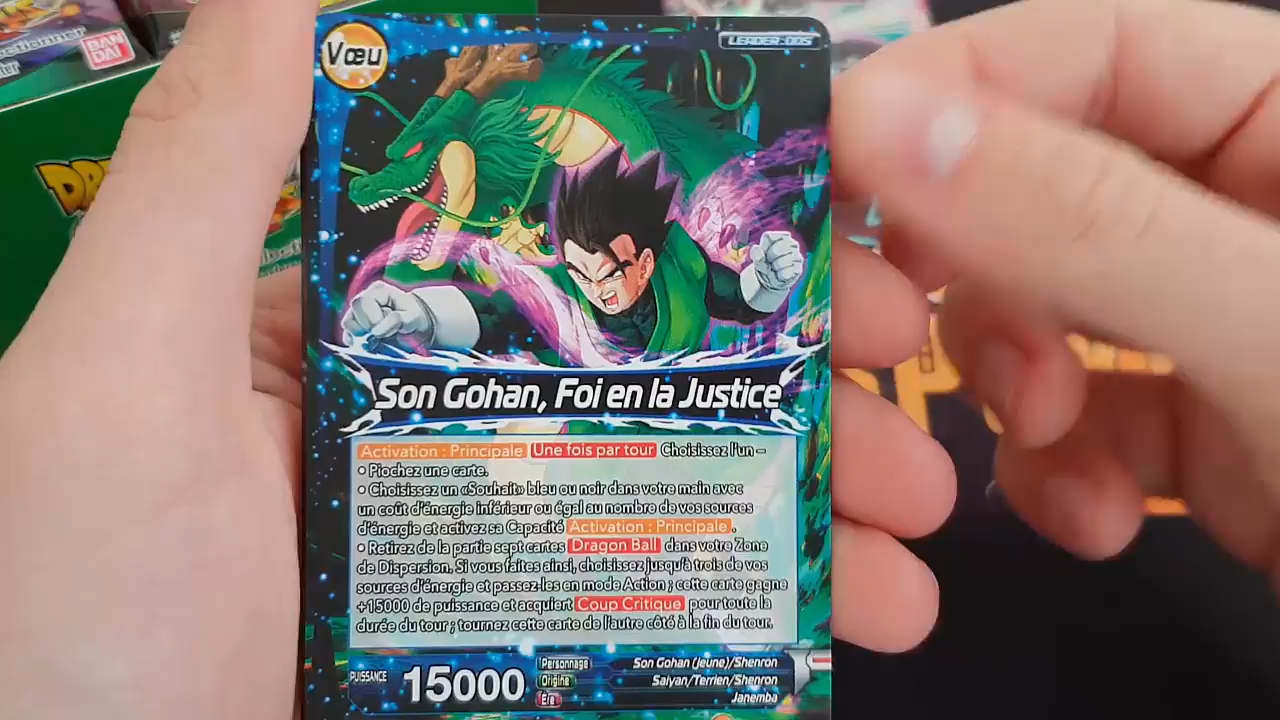 BAN
DAI
Vœu
LEADER-005
Son Gohan, Foi en la Justice
Activation : Principale Une fois par tour Choisissez l'un –
• Piochez une carte.
• Choisissez un «Souhait» bleu ou noir dans votre main avec
un coût d'énergie inférieur ou égal au nombre de vos sources
d'énergie et activez sa Capacité Activation : Principale.
• Retirez de la partie sept cartes Dragon Ball dans votre Zone
de Dispersion. Si vous faites ainsi, choisissez jusqu'à trois de vos
sources d'énergie et passez-les en mode Action ; cette carte gagne
+15000 de puissance et acquiert Coup Critique pour toute la
durée du tour ; tournez cette carte de l'autre côté à la fin du tour.
PUISSANCE
15000
Personnage Son Gohan (Jeune)/Shenron
Origine Saiyan/Terrien/Shenron
Ere Janemba